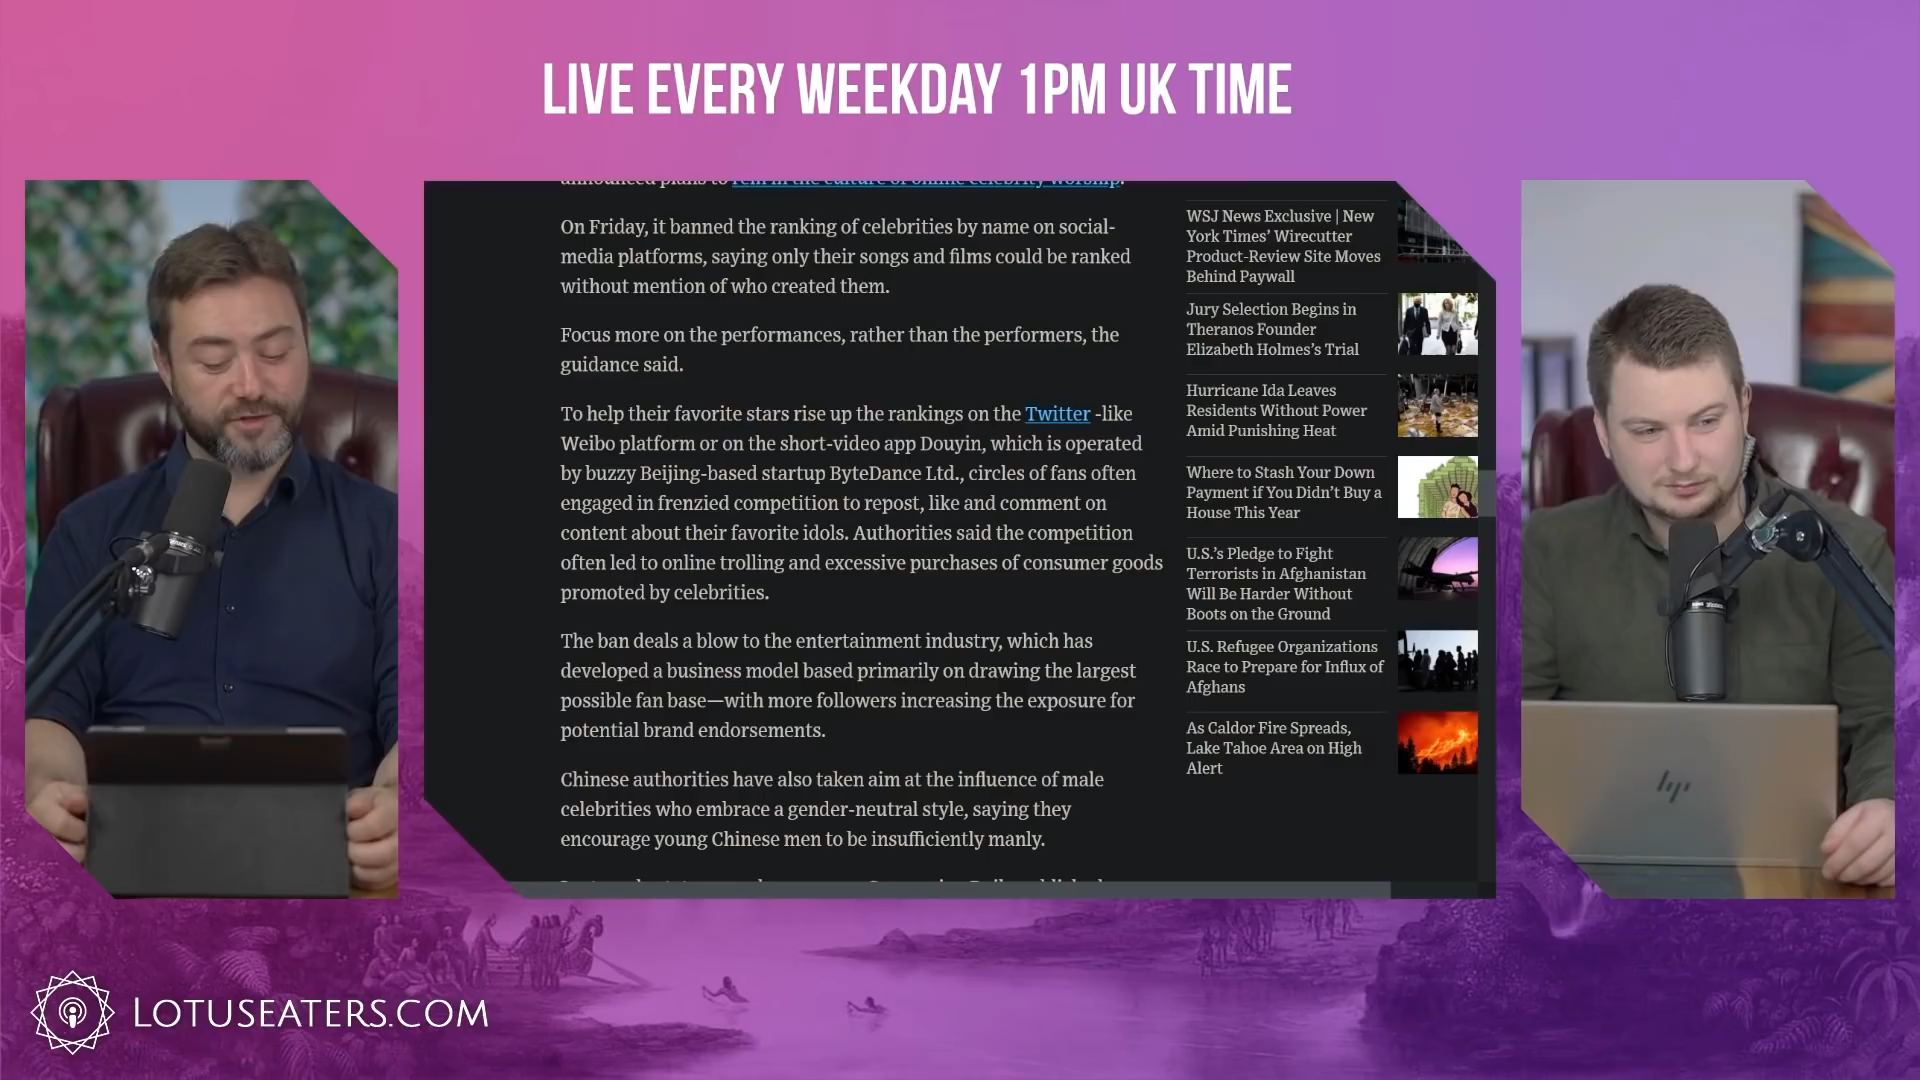 LIVE EVERY WEEKDAY 1PM UK TIME
announced plans to rein in the culture of online celebrity worship.
On Friday, it banned the ranking of celebrities by name on social-
media platforms, saying only their songs and films could be ranked
without mention of who created them.
Focus more on the performances, rather than the performers, the
guidance said.
To help their favorite stars rise up the rankings on the Twitter -like
Weibo platform or on the short-video app Douyin, which is operated
by buzzy Beijing-based startup ByteDance Ltd., circles of fans often
engaged in frenzied competition to repost, like and comment on
content about their favorite idols. Authorities said the competition
often led to online trolling and excessive purchases of consumer goods
promoted by celebrities.
The ban deals a blow to the entertainment industry, which has
developed a business model based primarily on drawing the largest
possible fan base—with more followers increasing the exposure for
potential brand endorsements.
Chinese authorities have also taken aim at the influence of male
celebrities who embrace a gender-neutral style, saying they
encourage young Chinese men to be insufficiently manly.
WSJ News Exclusive | New
York Times' Wirecutter
Product-Review Site Moves
Behind Paywall
Jury Selection Begins in
Theranos Founder
Elizabeth Holmes's Trial
Hurricane Ida Leaves
Residents Without Power
Amid Punishing Heat
Where to Stash Your Down
Payment if You Didn't Buy a
House This Year
U.S.'s Pledge to Fight
Terrorists in Afghanistan
Will Be Harder Without
Boots on the Ground
U.S. Refugee Organizations
Race to Prepare for Influx of
Afghans
As Caldor Fire Spreads,
Lake Tahoe Area on High
Alert
hp
LOTUSEATERS.COM